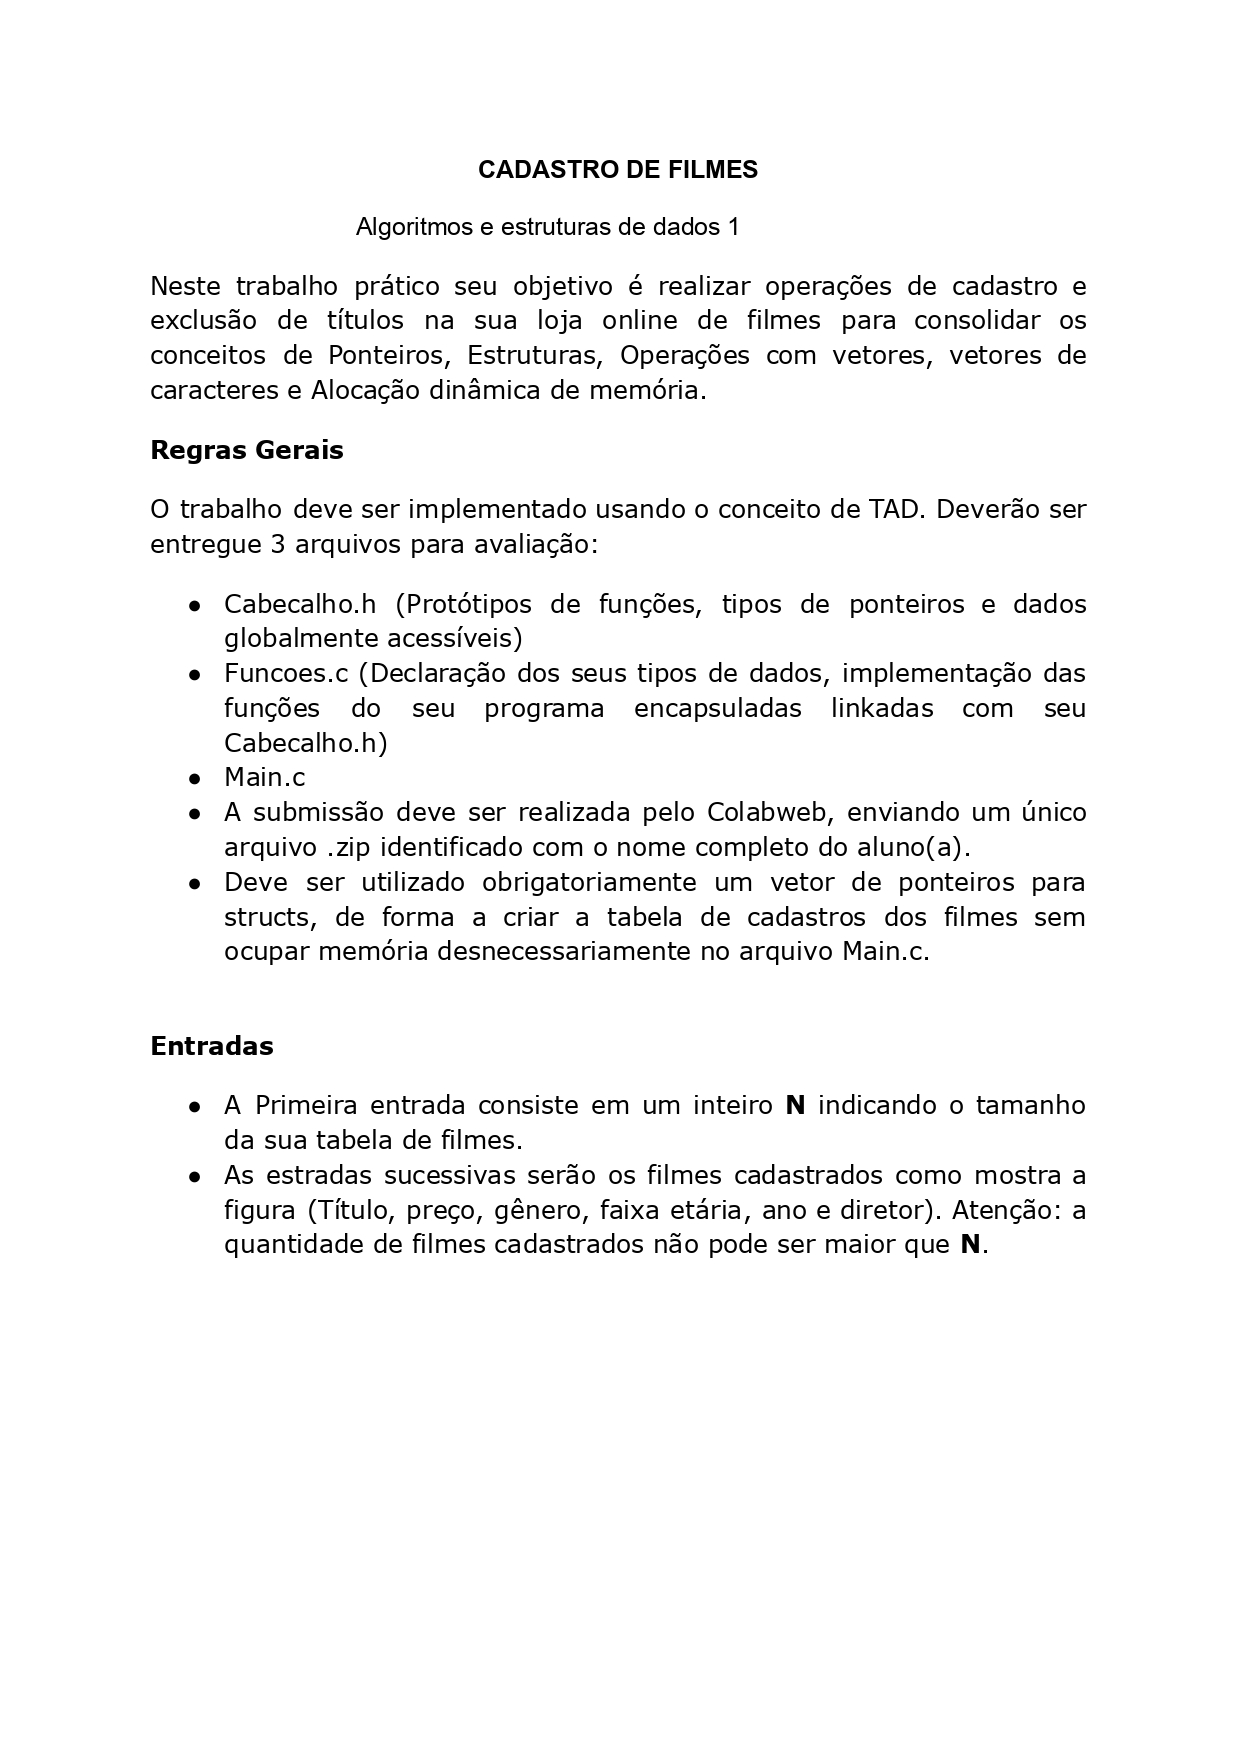 CADASTRO DE FILMES
Algoritmos e estruturas de dados 1
Neste trabalho prático seu objetivo é realizar operações de cadastro e
exclusão de títulos na sua loja online de filmes para consolidar os
conceitos de Ponteiros, Estruturas, Operações com vetores, vetores de
caracteres e Alocação dinâmica de memória.
Regras Gerais
O trabalho deve ser implementado usando o conceito de TAD. Deverão ser
entregue 3 arquivos para avaliação:
● Cabecalho.h (Protótipos de funções, tipos de ponteiros e dados
globalmente acessíveis)
● Funcoes.c (Declaração dos seus tipos de dados, implementação das
funções do seu programa encapsuladas linkadas com seu
Cabecalho.h)
● Main.c
● A submissão deve ser realizada pelo Colabweb, enviando um único
arquivo .zip identificado com o nome completo do aluno(a).
● Deve ser utilizado obrigatoriamente um vetor de ponteiros para
structs, de forma a criar a tabela de cadastros dos filmes sem
ocupar memória desnecessariamente no arquivo Main.c.
Entradas
● A Primeira entrada consiste em um inteiro N indicando o tamanho
da sua tabela de filmes.
● As estradas sucessivas serão os filmes cadastrados como mostra a
figura (Título, preço, gênero, faixa etária, ano e diretor). Atenção: a
quantidade de filmes cadastrados não pode ser maior que N.